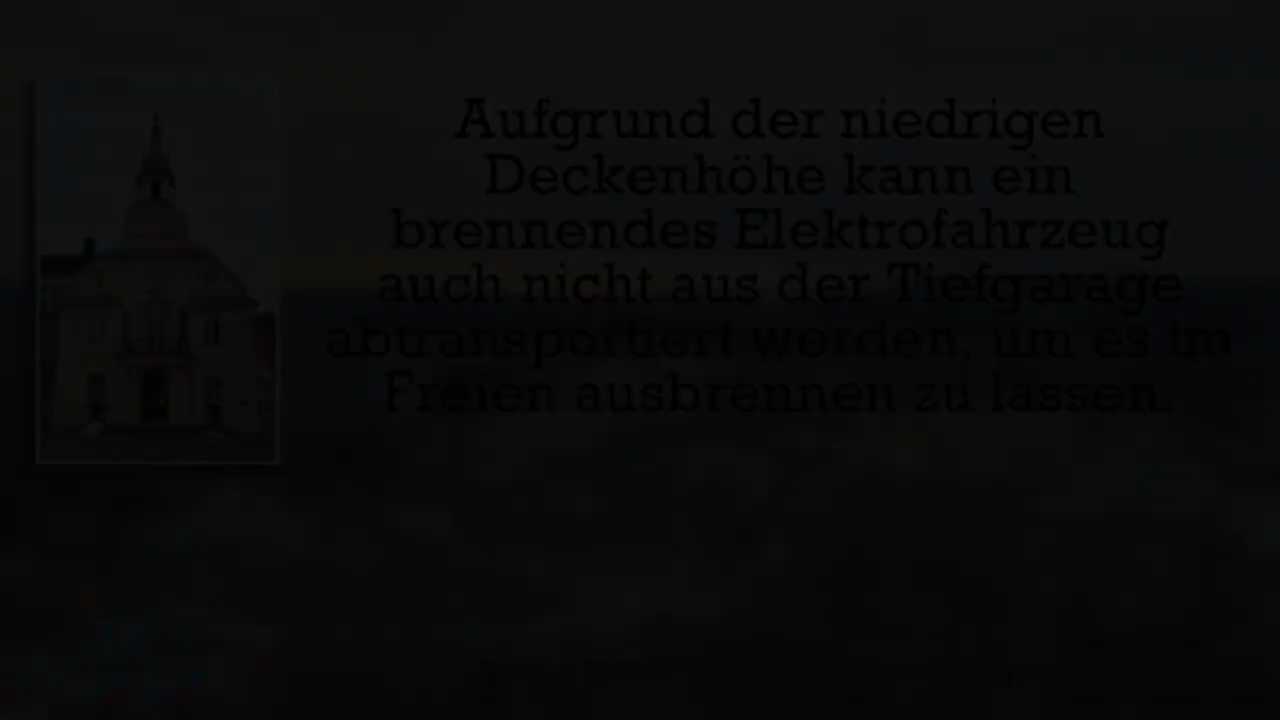 Aufgrund der niedrigen
Deckenhöhe kann ein
brennendes Elektrofahrzeug
auch nicht aus der Tiefgarage
abtransportiert werden, um es im
Freien ausbrennen zu lassen.